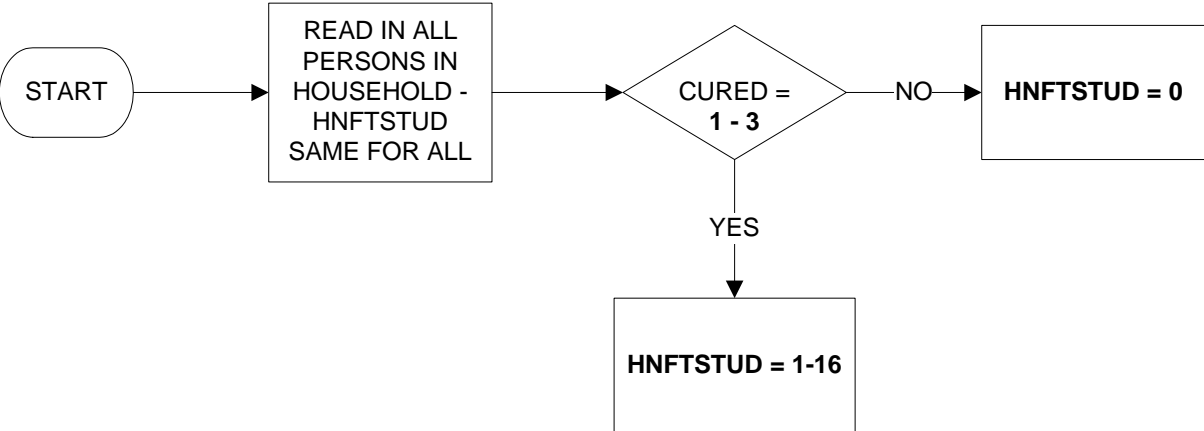 START
READ IN ALL
PERSONS IN
HOUSEHOLD -
HNFTSTUD
SAME FOR ALL
CURED =
1 - 3
NO
HNFTSTUD = 0
YES
HNFTSTUD = 1-16